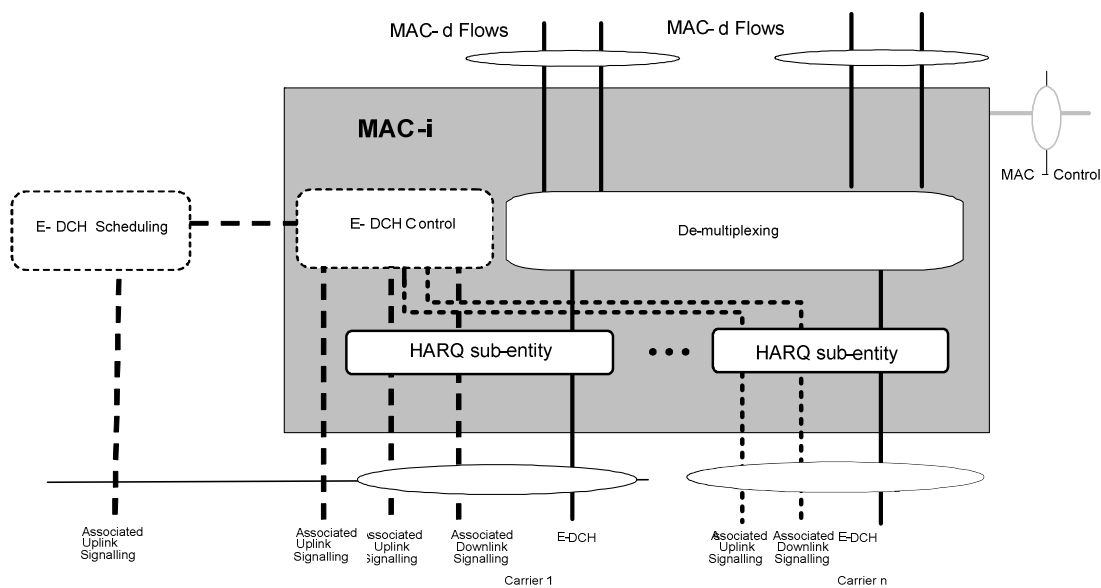 MAC- d Flows
MAC- d Flows
MAC-i
MAC – Control
E- DCH Scheduling
E- DCH Control
De-multiplexing
HARQ sub-entity
HARQ sub-entity
Associated
Uplink
Signalling
Associated
Uplink
Signalling
Associated
Uplink
Signalling
Associated
Downlink
Signalling
E-DCH
Associated
Uplink
Signalling
Associated
Downlink
Signalling
E-DCH
Carrier 1
Carrier n